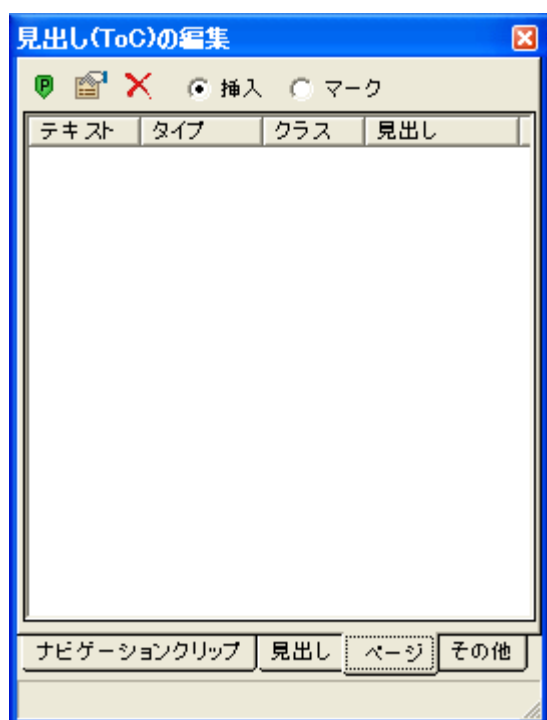 見出し(ToC)の編集
P 挿入 マーク
テキスト タイプ クラス 見出し
ナビゲーションクリップ 見出し ページ その他